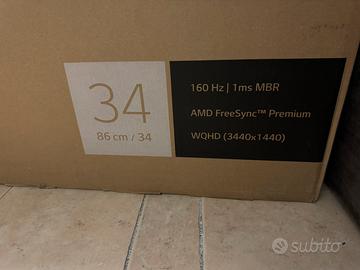 34
86 cm / 34
160 Hz | 1ms MBR
AMD FreeSync™ Premium
WQHD (3440x1440)
subito